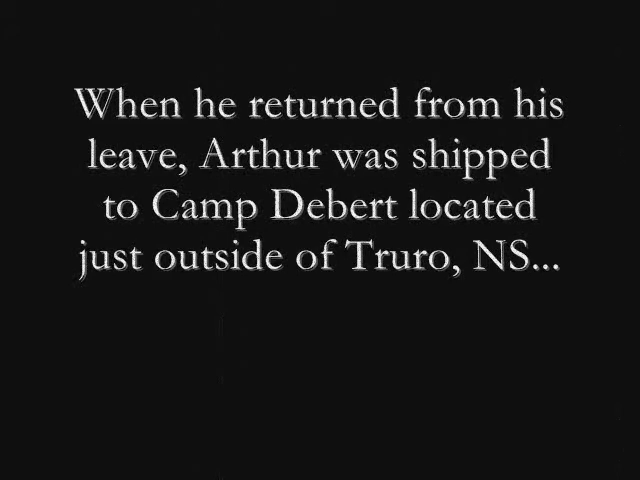 When he returned from his
leave, Arthur was shipped
to Camp Debert located
just outside of Truro, NS...